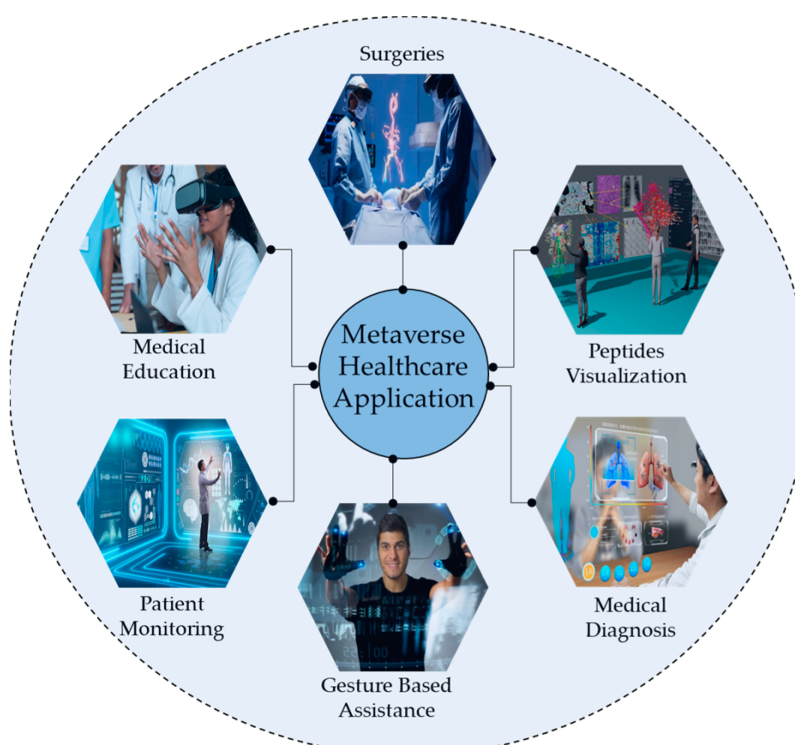 Surgeries
Medical
Education
Metaverse
Healthcare
Application
Peptides
Visualization
Patient
Monitoring
Gesture Based
Assistance
Medical
Diagnosis